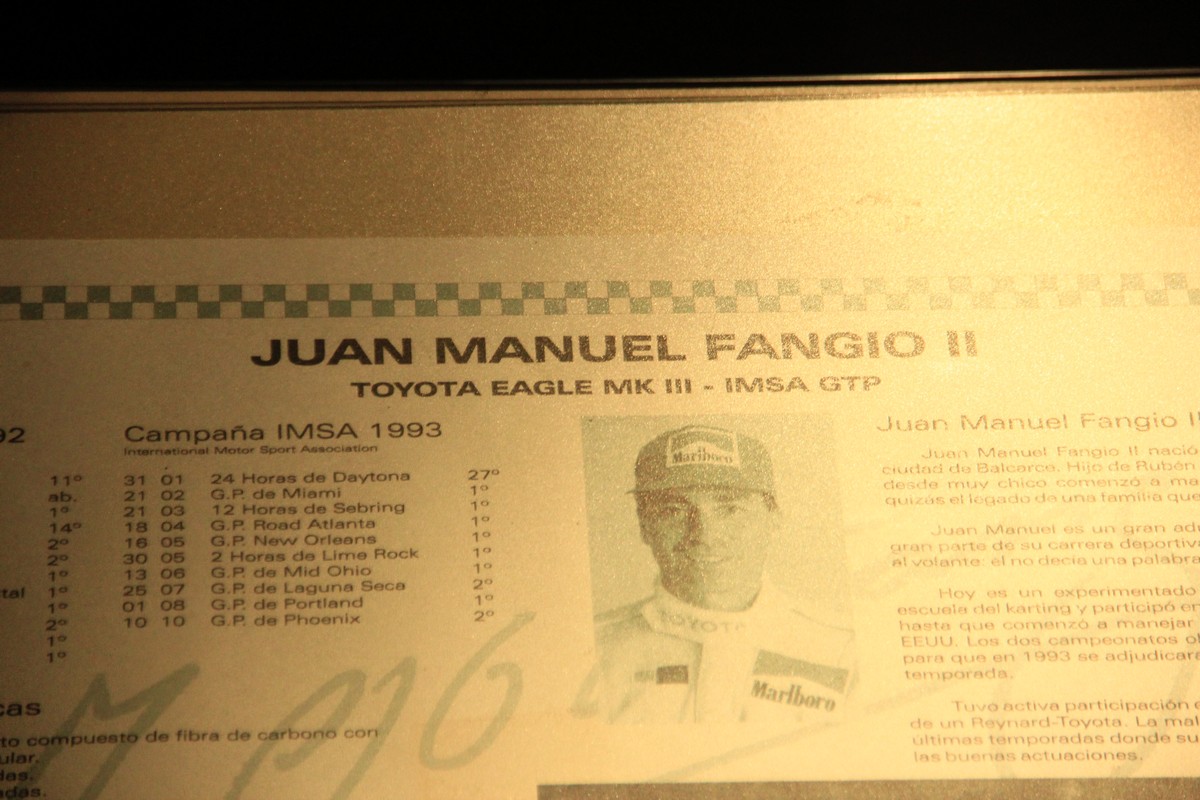 JUAN MANUEL FANGIO II
TOYOTA EAGLE MK III - IMSA GTP
92
11º
ab.
1º
14º
2º
2º
1º
tal 1º
1º
2º
1º
1º
Campaña IMSA 1993
International Motor Sport Association
31 01 24 Horas de Daytona 27º
21 02 G.P. de Miami 1º
21 03 12 Horas de Sebring 1º
18 04 G.P. Road Atlanta 1º
16 05 G.P. New Orleans 1º
30 05 2 Horas de Lime Rock 1º
13 06 G.P. de Mid Ohio 1º
25 07 G.P. de Laguna Seca 2º
01 08 G.P. de Portland 1º
10 10 G.P. de Phoenix 2º
cas
to compuesto de fibra de carbono con
ular.
das.
adas.
Marlboro
TOYOTA
Marlboro
Juan Manuel Fangio II
Juan Manuel Fangio II nació
ciudad de Balcarce. Hijo de Rubén
desde muy chico comenzó a ma
quizás el legado de una familia que
Juan Manuel es un gran ad
gran parte de su carrera deportiva
al volante: él no decía una palabra
Hoy es un experimentado
escuela del karting y participó en
hasta que comenzó a manejar
EEUU. Los dos campeonatos ob
para que en 1993 se adjudicara
temporada.
Tuvo activa participación e
de un Reynard-Toyota. La mal
últimas temporadas donde su
las buenas actuaciones.